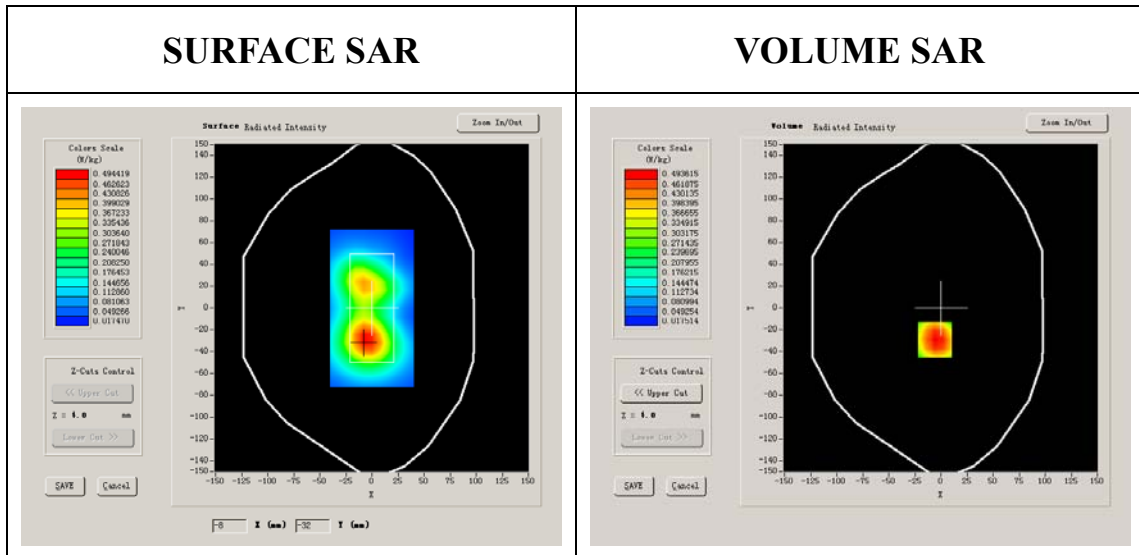 SURFACE SAR
VOLUME SAR
Surface Radiated Intensity
Zoom In/Out
Colors Scale
(W/kg)
0.494419
0.462623
0.430826
0.399029
0.367233
0.335436
0.303640
0.271843
0.240046
0.208250
0.176453
0.144656
0.112860
0.081063
0.049266
0.017470
150
140
120
100
80
60
40
20
0
-20
-40
-60
-80
-100
-120
-140
-150
Y
-150 -125 -100 -75 -50 -25 0 25 50 75 100 125 150
X
Z-Cuts Control
<< Upper Cut
Z = 4.0 mm
Lower Cut >>
SAVE Cancel
-8 X (mm) -32 Y (mm)
Volume Radiated Intensity
Zoom In/Out
Colors Scale
(W/kg)
0.493615
0.461875
0.430135
0.398395
0.366655
0.334915
0.303175
0.271435
0.239695
0.207955
0.176215
0.144474
0.112734
0.080994
0.049254
0.017514
150
140
120
100
80
60
40
20
0
-20
-40
-60
-80
-100
-120
-140
-150
Y
-150 -125 -100 -75 -50 -25 0 25 50 75 100 125 150
X
Z-Cuts Control
<< Upper Cut
Z = 4.0 mm
Lower Cut >>
SAVE Cancel